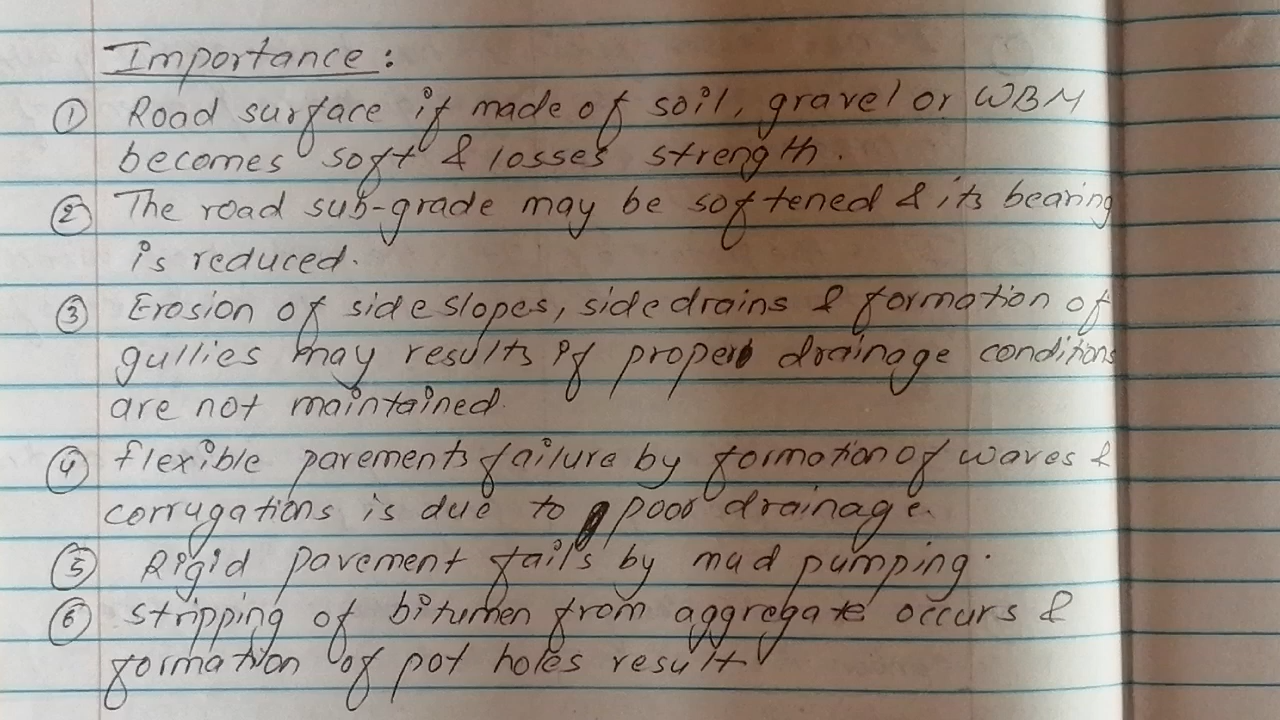 Importance :
① Road surface if made of soil, gravel or WBM
becomes soft & losses strength.
② The road sub-grade may be softened & its bearing
is reduced.
③ Erosion of side slopes, side drains & formation of
gullies may results if proper drainage conditions
are not maintained.
④ flexible pavements failure by formation of waves &
corrugations is due to poor drainage.
⑤ Rigid pavement fails by mud pumping.
⑥ stripping of bitumen from aggregate occurs &
formation of pot holes result